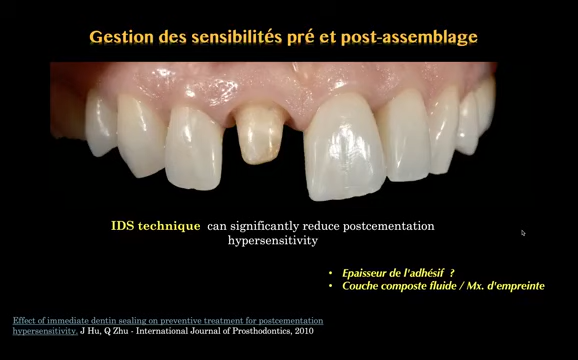 Gestion des sensibilités pré et post-assemblage
IDS technique can significantly reduce postcementation
hypersensitivity
• Epaisseur de l'adhésif ?
• Couche composte fluide / Mx. d'empreinte
Effect of immediate dentin sealing on preventive treatment for postcementation
hypersensitivity. J Hu, Q Zhu - International Journal of Prosthodontics, 2010